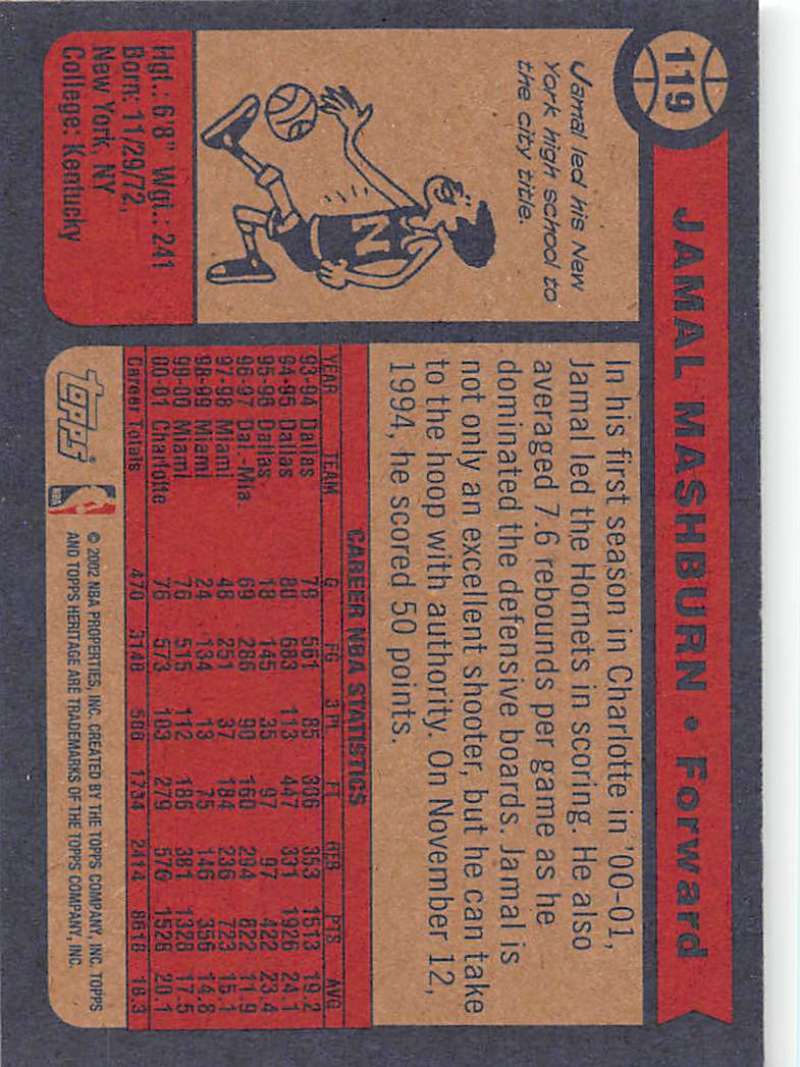 119
JAMAL MASHBURN • Forward
Jamal led his New
York high school to
the city title.
N
Hgt.: 6'8" Wgt.: 241
Born: 11/29/72,
New York, NY
College: Kentucky
In his first season in Charlotte in '00-01,
Jamal led the Hornets in scoring. He also
averaged 7.6 rebounds per game as he
dominated the defensive boards. Jamal is
not only an excellent shooter, but he can take
to the hoop with authority. On November 12,
1994, he scored 50 points.
CAREER NBA STATISTICS
YEAR TEAM G FG 3 Pt FT REB PTS AVG
93-94 Dallas 79 561 85 306 353 1513 19.2
94-95 Dallas 80 683 113 447 331 1926 24.1
95-96 Dallas 18 145 35 97 97 422 23.4
96-97 Dal.-Mia. 69 286 90 160 294 822 11.9
97-98 Miami 48 251 37 184 236 723 15.1
98-99 Miami 24 134 13 75 146 356 14.8
99-00 Miami 76 515 112 186 381 1328 17.5
00-01 Charlotte 76 573 103 279 576 1528 20.1
Career Totals 470 3148 588 1734 2414 8618 18.3
topps®
NBA
© 2002 NBA PROPERTIES, INC. CREATED BY THE TOPPS COMPANY, INC. TOPPS
AND TOPPS HERITAGE ARE TRADEMARKS OF THE TOPPS COMPANY, INC.